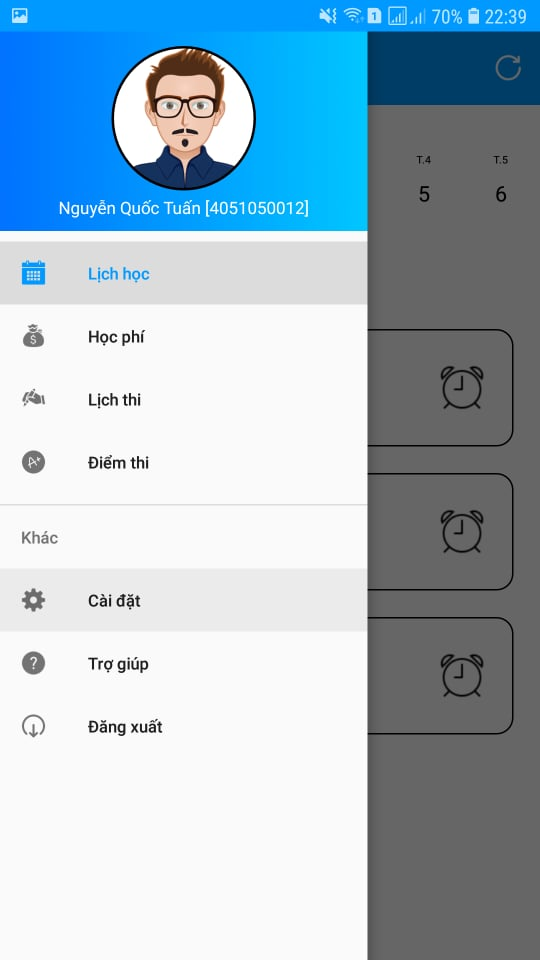 1 70% 22:39
Nguyễn Quốc Tuấn [4051050012]
T.4 T.5
5 6
Lịch học
Học phí
Lịch thi
Điểm thi
Khác
Cài đặt
Trợ giúp
Đăng xuất